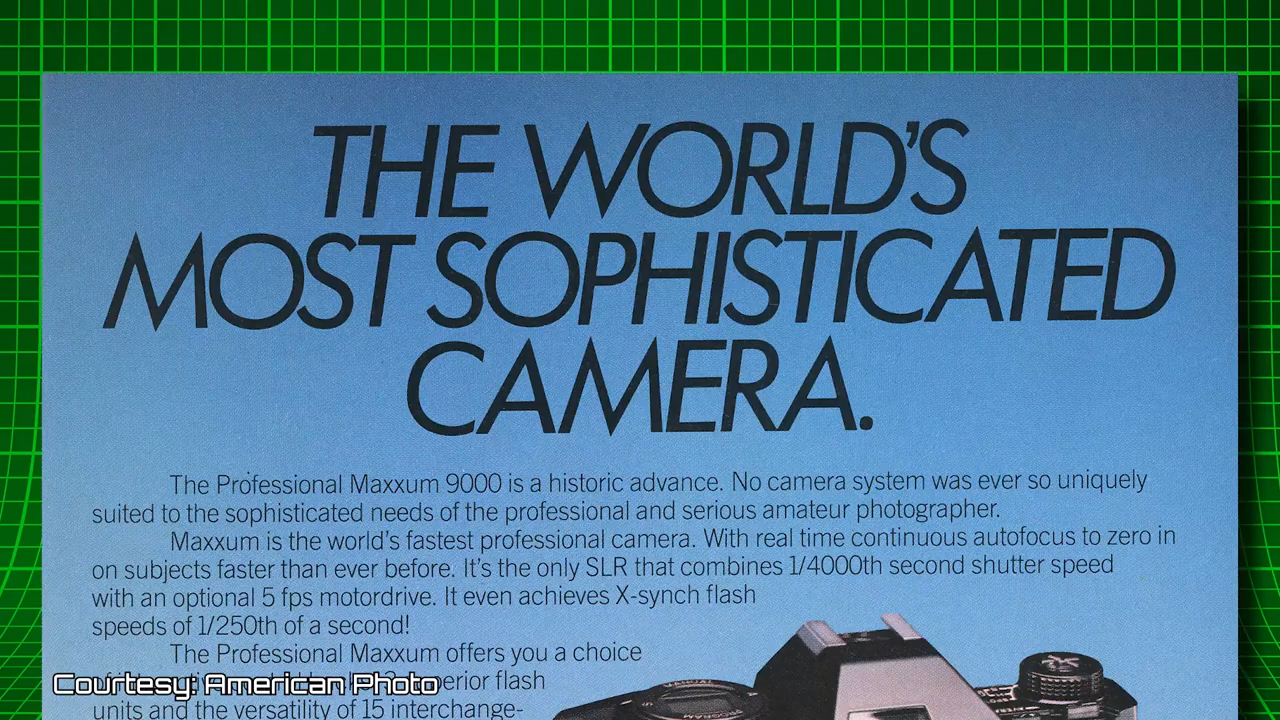 THE WORLD'S
MOST SOPHISTICATED
CAMERA.
The Professional Maxxum 9000 is a historic advance. No camera system was ever so uniquely
suited to the sophisticated needs of the professional and serious amateur photographer.
Maxxum is the world's fastest professional camera. With real time continuous autofocus to zero in
on subjects faster than ever before. It's the only SLR that combines 1/4000th second shutter speed
with an optional 5 fps motordrive. It even achieves X-synch flash
speeds of 1/250th of a second!
The Professional Maxxum offers you a choice
flash
Courtesy: American Photo
units and the versatility of 15 interchange-
MANUAL
PROGRAM